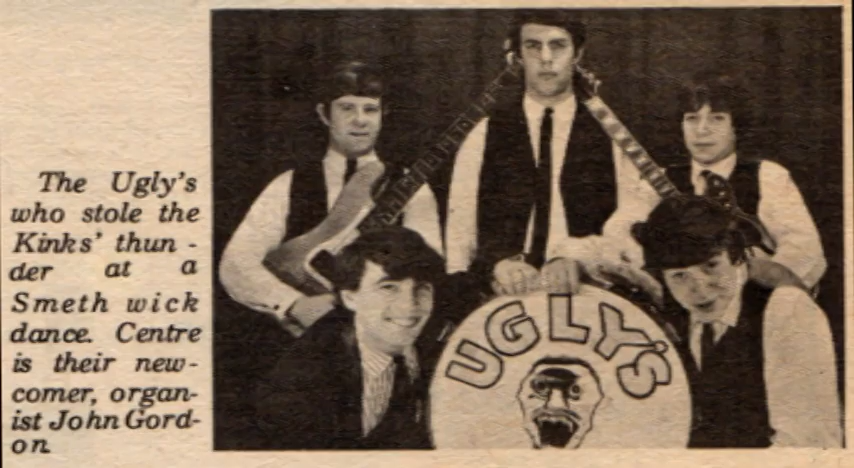 The Ugly's
who stole the
Kinks' thun -
der at a
Smeth wick
dance. Centre
is their new-
comer, organ-
ist John Gord-
on
UGLY'S